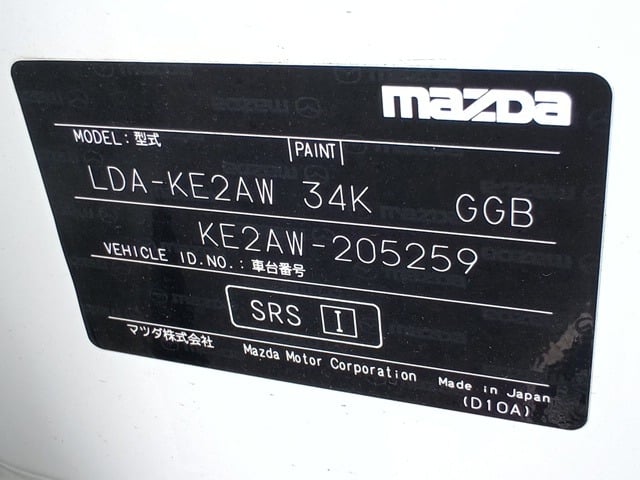 mazda
MODEL:型式 PAINT
LDA-KE2AW 34K GGB
KE2AW-205259
VEHICLE ID.NO.:車台番号
SRS I
マツダ株式会社 Mazda Motor Corporation Made in Japan
(D10A)